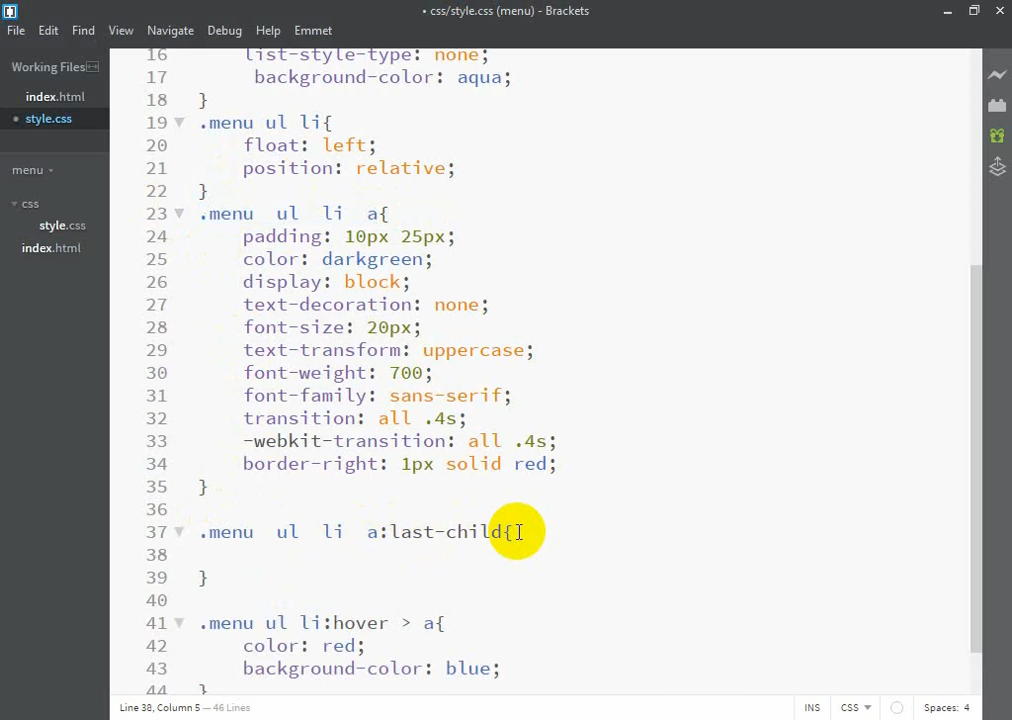 • css/style.css (menu) - Brackets
File Edit Find View Navigate Debug Help Emmet
Working Files
index.html
• style.css
menu
css
style.css
index.html
16 list-style-type: none;
17 background-color: aqua;
18 }
19 .menu ul li{
20 float: left;
21 position: relative;
22 }
23 .menu ul li a{
24 padding: 10px 25px;
25 color: darkgreen;
26 display: block;
27 text-decoration: none;
28 font-size: 20px;
29 text-transform: uppercase;
30 font-weight: 700;
31 font-family: sans-serif;
32 transition: all .4s;
33 -webkit-transition: all .4s;
34 border-right: 1px solid red;
35 }
36
37 .menu ul li a:last-child{
38
39 }
40
41 .menu ul li:hover > a{
42 color: red;
43 background-color: blue;
44 }
Line 38, Column 5 — 46 Lines
INS CSS Spaces: 4